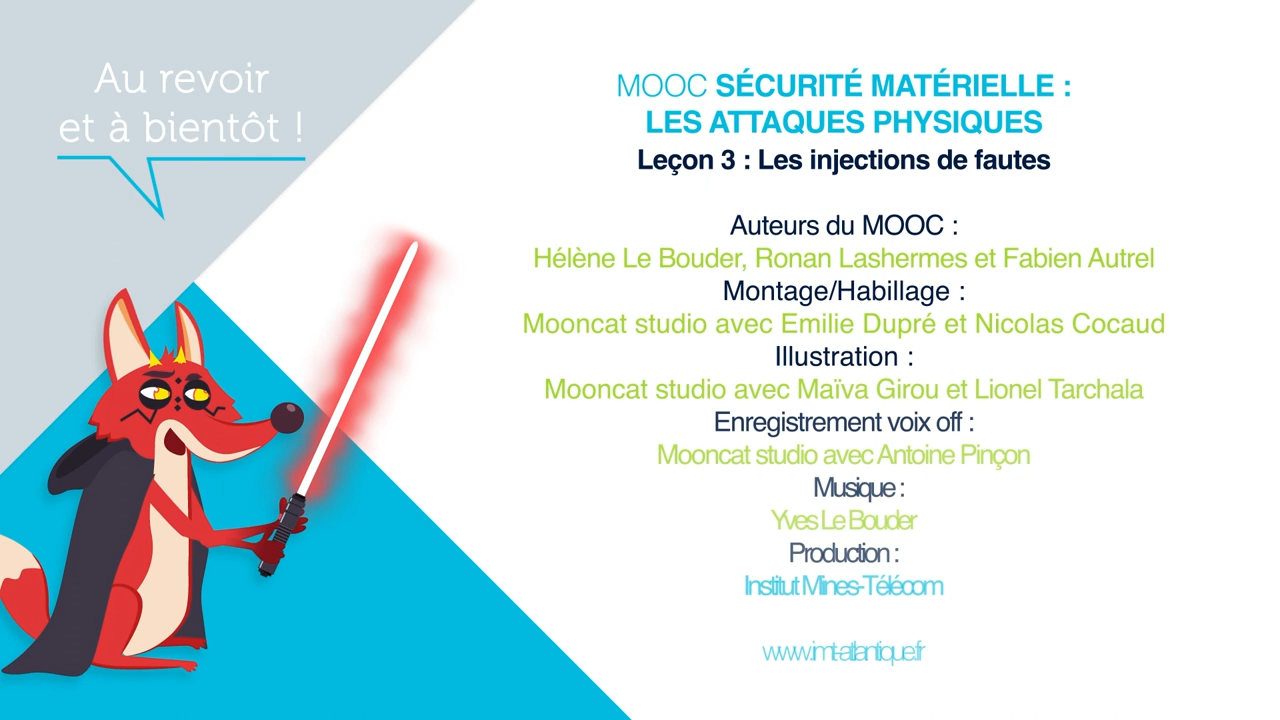 Au revoir
et à bientôt !
MOOC SÉCURITÉ MATÉRIELLE :
LES ATTAQUES PHYSIQUES
Leçon 3 : Les injections de fautes
Auteurs du MOOC :
Hélène Le Bouder, Ronan Lashermes et Fabien Autrel
Montage/Habillage :
Mooncat studio avec Emilie Dupré et Nicolas Cocaud
Illustration :
Mooncat studio avec Maïva Girou et Lionel Tarchala
Enregistrement voix off :
Mooncat studio avec Antoine Pinçon
Musique :
Yves Le Bouder
Production :
Institut Mines-Télécom
www.imt-atlantique.fr